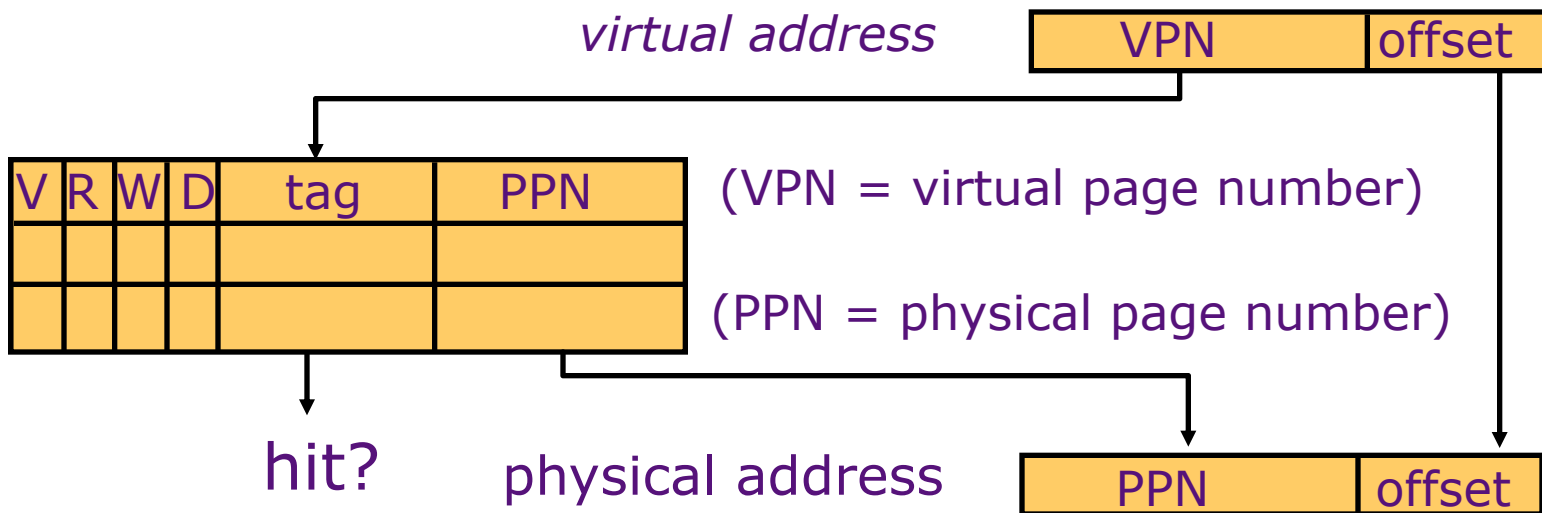 virtual address
VPN offset
V R W D tag PPN
(VPN = virtual page number)
(PPN = physical page number)
hit?
physical address
PPN offset